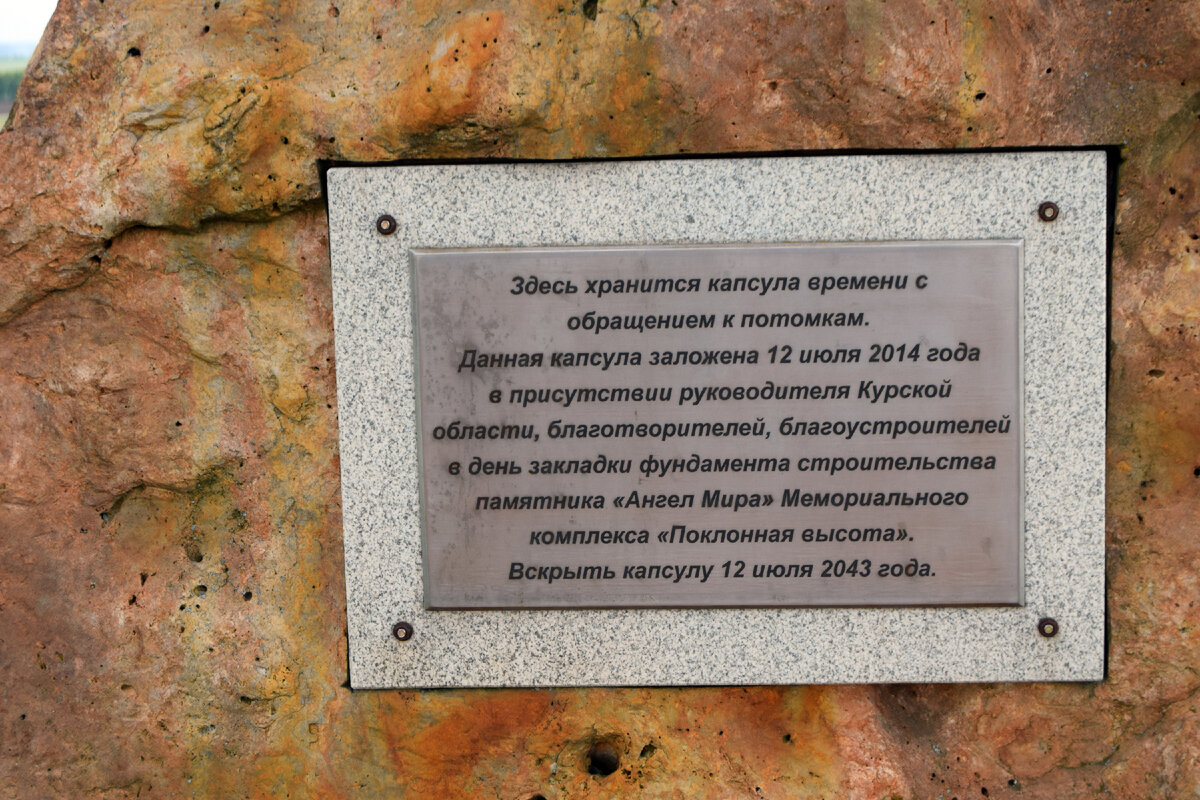 Здесь хранится капсула времени с
обращением к потомкам.
Данная капсула заложена 12 июля 2014 года
в присутствии руководителя Курской
области, благотворителей, благоустроителей
в день закладки фундамента строительства
памятника «Ангел Мира» Мемориального
комплекса «Поклонная высота».
Вскрыть капсулу 12 июля 2043 года.